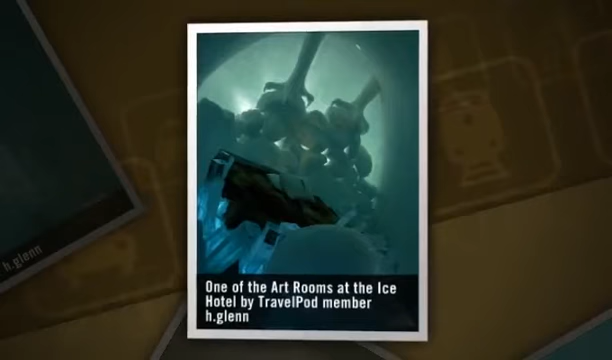 One of the Art Rooms at the Ice
Hotel by TravelPod member
h.glenn
h.glenn